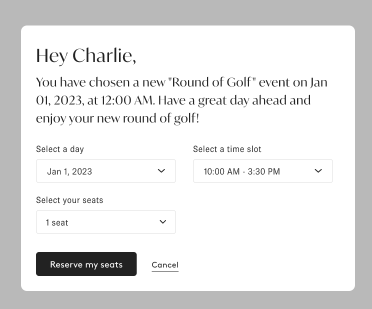 Hey Charlie,
You have chosen a new "Round of Golf" event on Jan
01, 2023, at 12:00 AM. Have a great day ahead and
enjoy your new round of golf!
Select a day
Select a time slot
Jan 1, 2023
10:00 AM - 3:30 PM
Select your seats
1 seat
Reserve my seats
Cancel